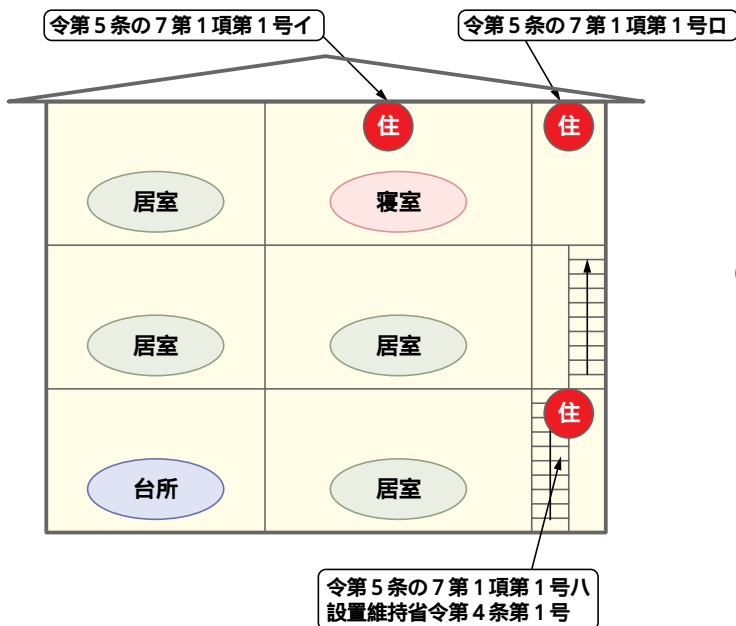 令第5条の7第1項第1号イ
令第5条の7第1項第1号ロ
住
住
居室
寝室
居室
居室
住
台所
居室
令第5条の7第1項第1号ハ
設置維持省令第4条第1号